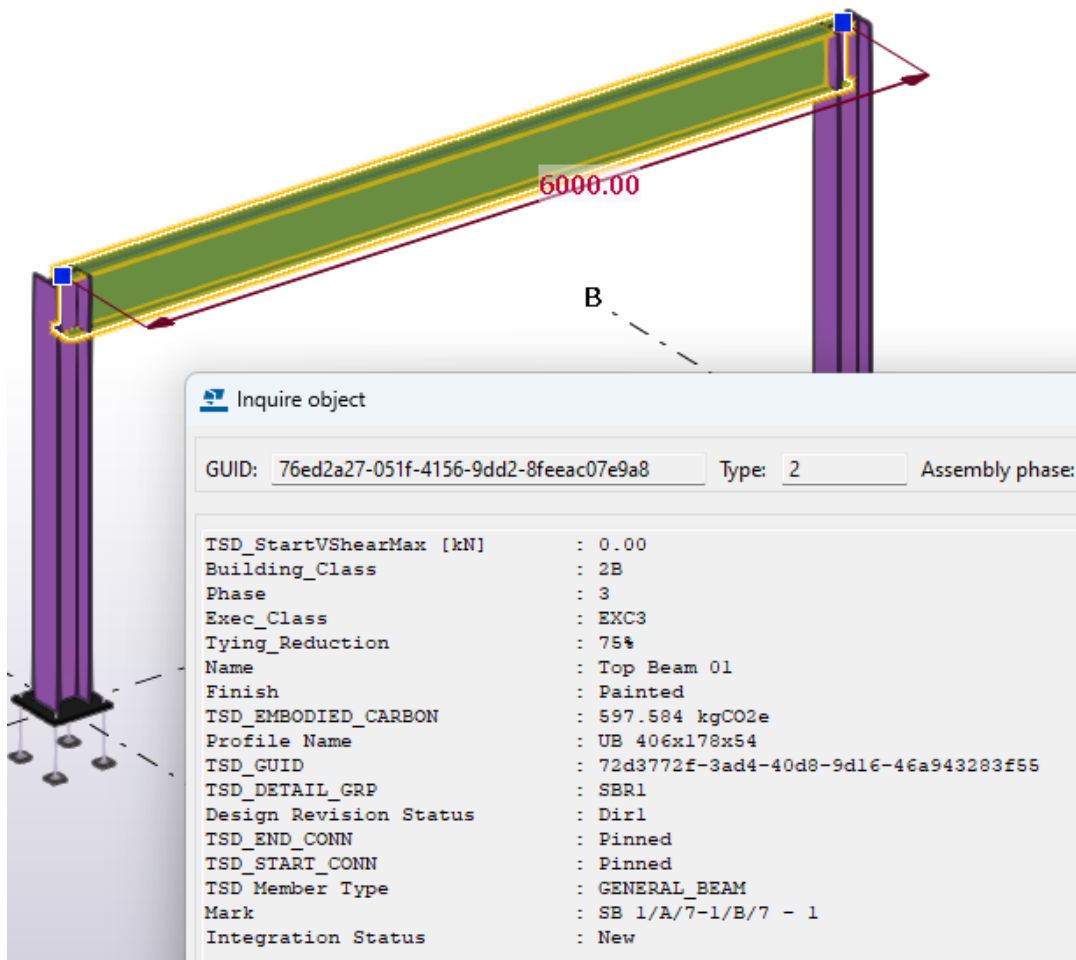 6000.00
B
Inquire object
GUID: 76ed2a27-051f-4156-9dd2-8feeac07e9a8 Type: 2 Assembly phase:
TSD_StartVShearMax [kN] : 0.00
Building_Class : 2B
Phase : 3
Exec_Class : EXC3
Tying_Reduction : 75%
Name : Top Beam 01
Finish : Painted
TSD_EMBODIED_CARBON : 597.584 kgCO2e
Profile Name : UB 406x178x54
TSD_GUID : 72d3772f-3ad4-40d8-9d16-46a943283f55
TSD_DETAIL_GRP : SBR1
Design Revision Status : Dir1
TSD_END_CONN : Pinned
TSD_START_CONN : Pinned
TSD Member Type : GENERAL_BEAM
Mark : SB 1/A/7-1/B/7 - 1
Integration Status : New